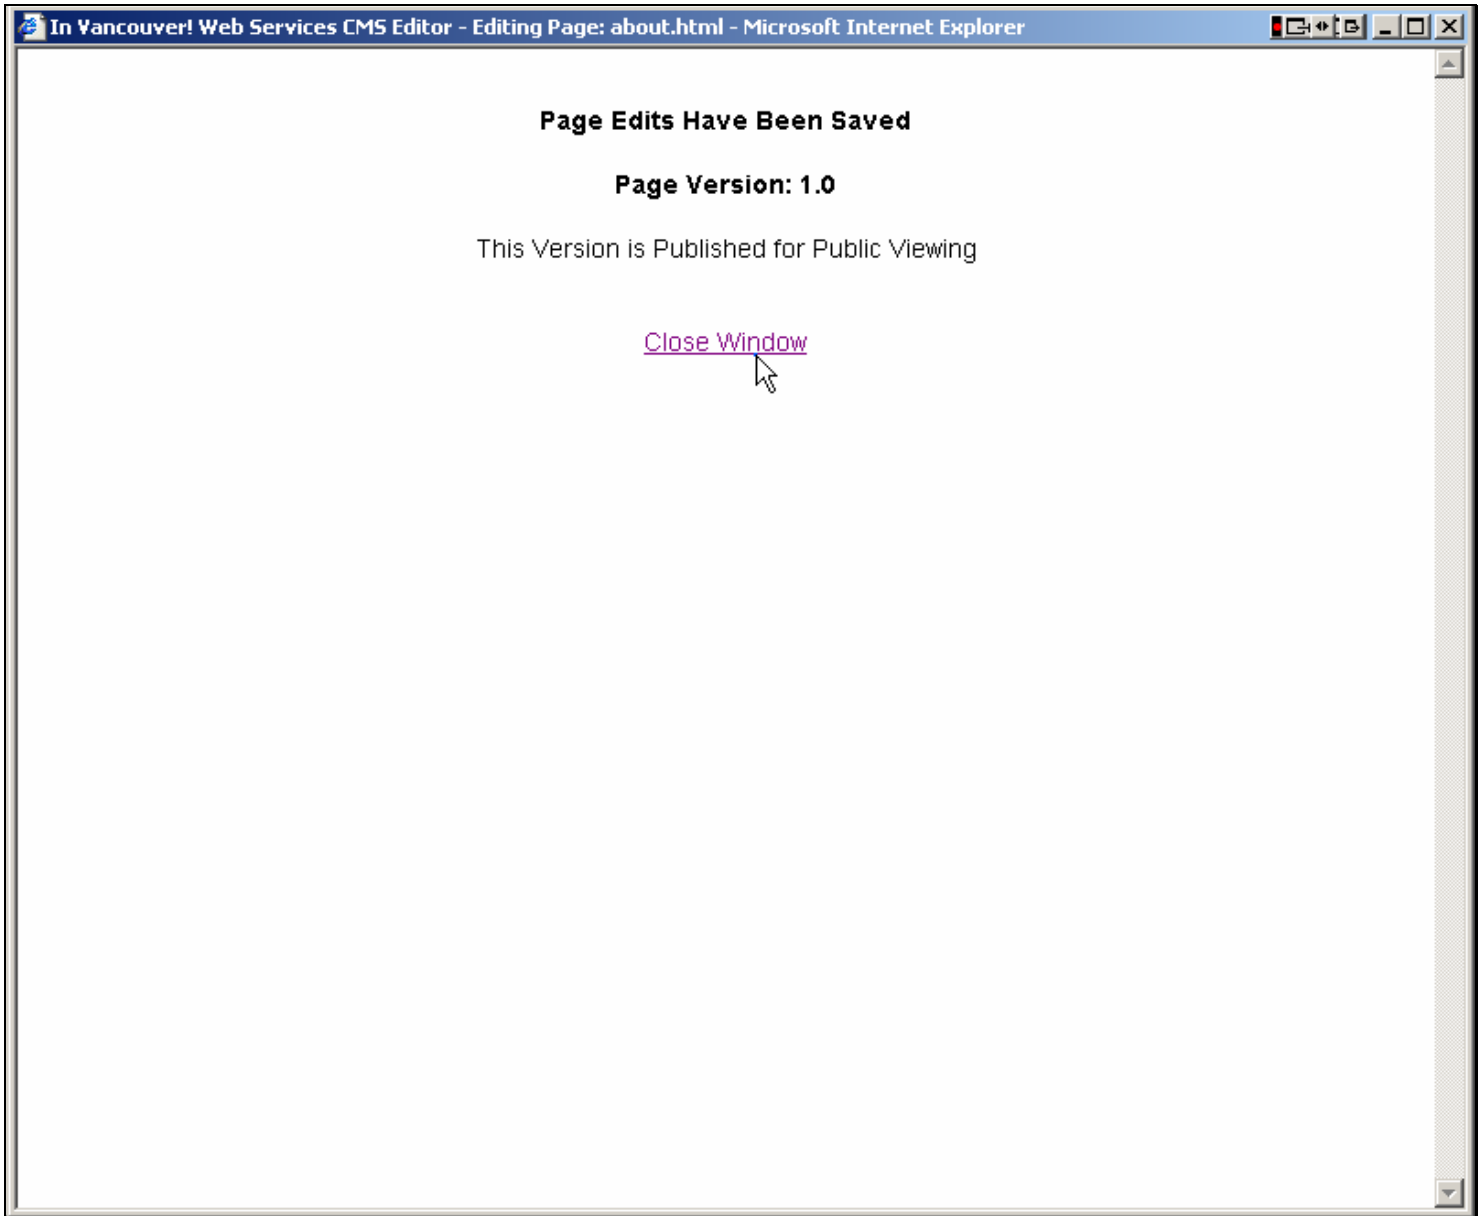 In Vancouver! Web Services CMS Editor - Editing Page: about.html - Microsoft Internet Explorer
Page Edits Have Been Saved
Page Version: 1.0
This Version is Published for Public Viewing
Close Window